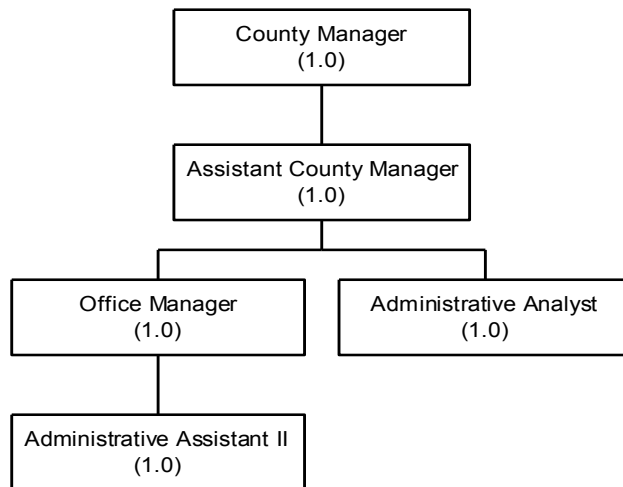 County Manager
(1.0)
Assistant County Manager
(1.0)
Office Manager
(1.0)
Administrative Analyst
(1.0)
Administrative Assistant II
(1.0)